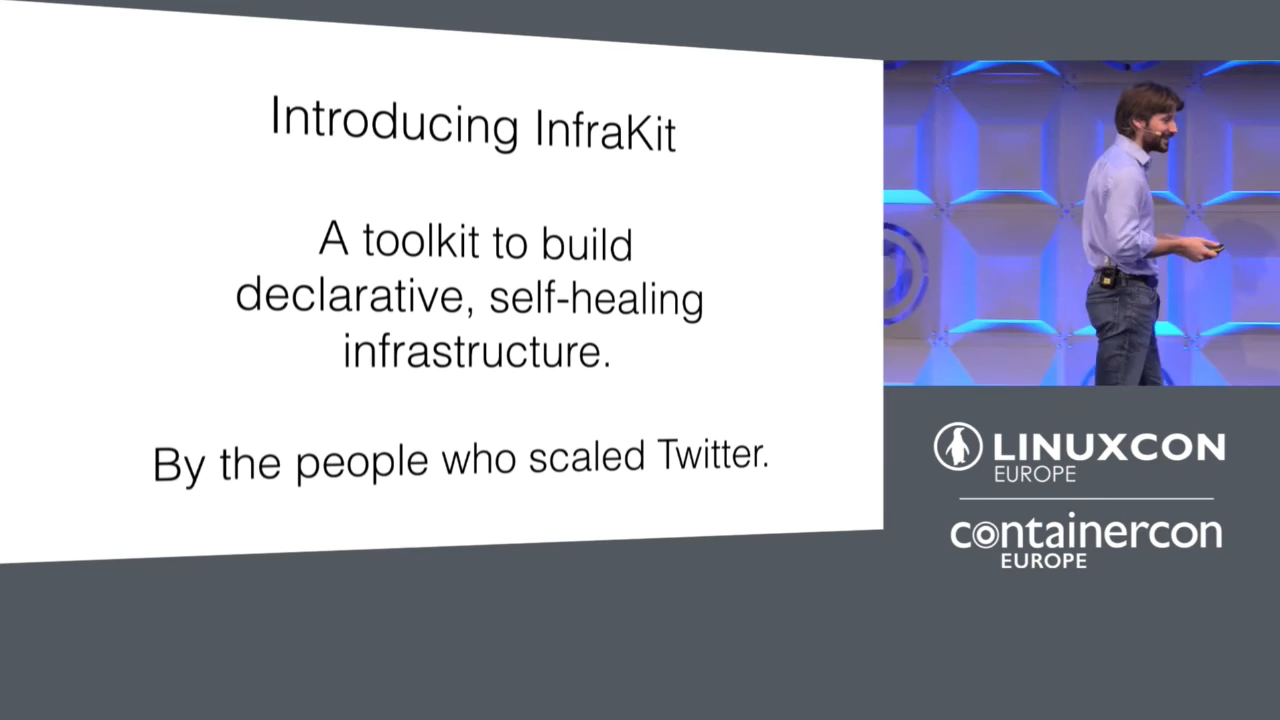 Introducing InfraKit
A toolkit to build
declarative, self-healing
infrastructure.
By the people who scaled Twitter.
LINUXCON
EUROPE
containercon
EUROPE